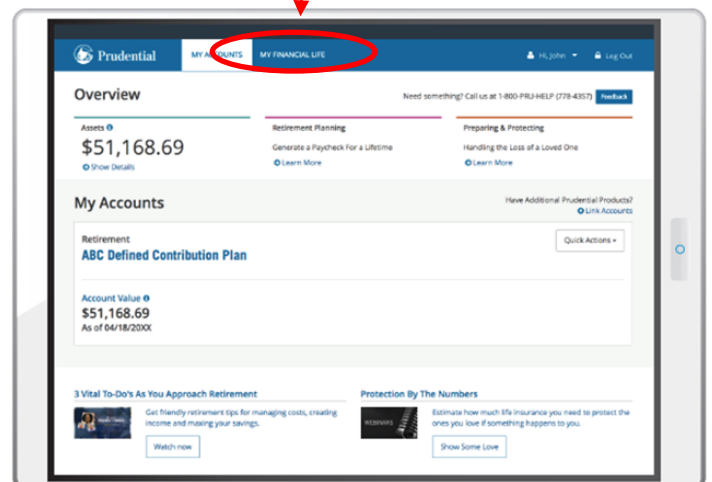 Prudential
MY ACCOUNTS
MY FINANCIAL LIFE
Hi, John
Log Out
Overview
Need something? Call us at 1-800-PRU-HELP (778-4357)
Feedback
Assets
$51,168.69
Show Details
Retirement Planning
Generate a Paycheck For a Lifetime
Learn More
Preparing & Protecting
Handling the Loss of a Loved One
Learn More
My Accounts
Have Additional Prudential Products?
Link Accounts
Retirement
ABC Defined Contribution Plan
Quick Actions
Account Value
$51,168.69
As of 04/18/20XX
3 Vital To-Do's As You Approach Retirement
Get friendly retirement tips for managing costs, creating
income and maxing your savings.
Watch now
Protection By The Numbers
WEBINARS
Estimate how much life insurance you need to protect the
ones you love if something happens to you.
Show Some Love